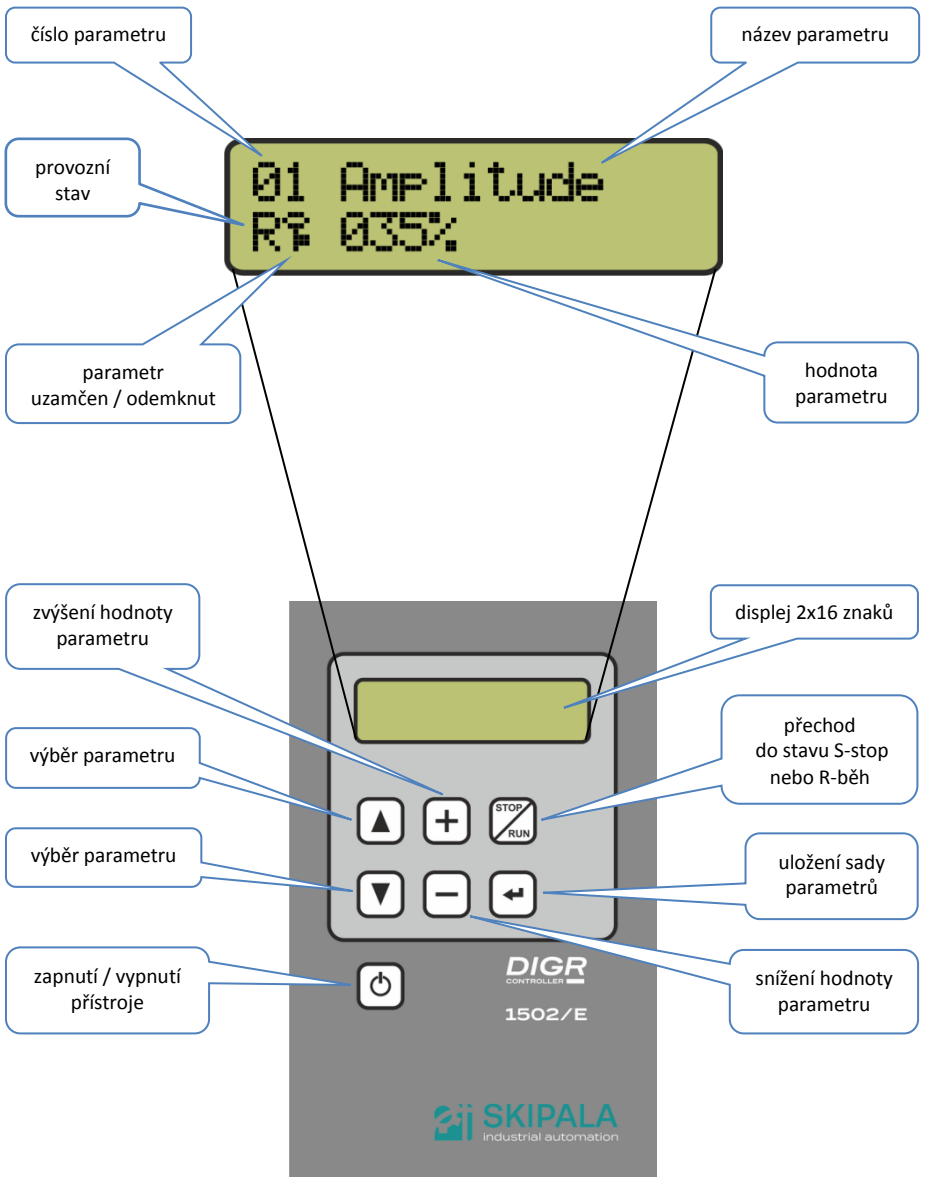 číslo parametru
název parametru
provozní
stav
01 Amplitude
R 035%
parametr
uzamčen / odemknut
hodnota
parametru
zvýšení hodnoty
parametru
displej 2x16 znaků
výběr parametru
přechod
do stavu S-stop
nebo R-běh
STOP
RUN
výběr parametru
uložení sady
parametrů
zapnutí / vypnutí
přístroje
DIGR
CONTROLLER
1502/E
snížení hodnoty
parametru
SKIPALA
industrial automation